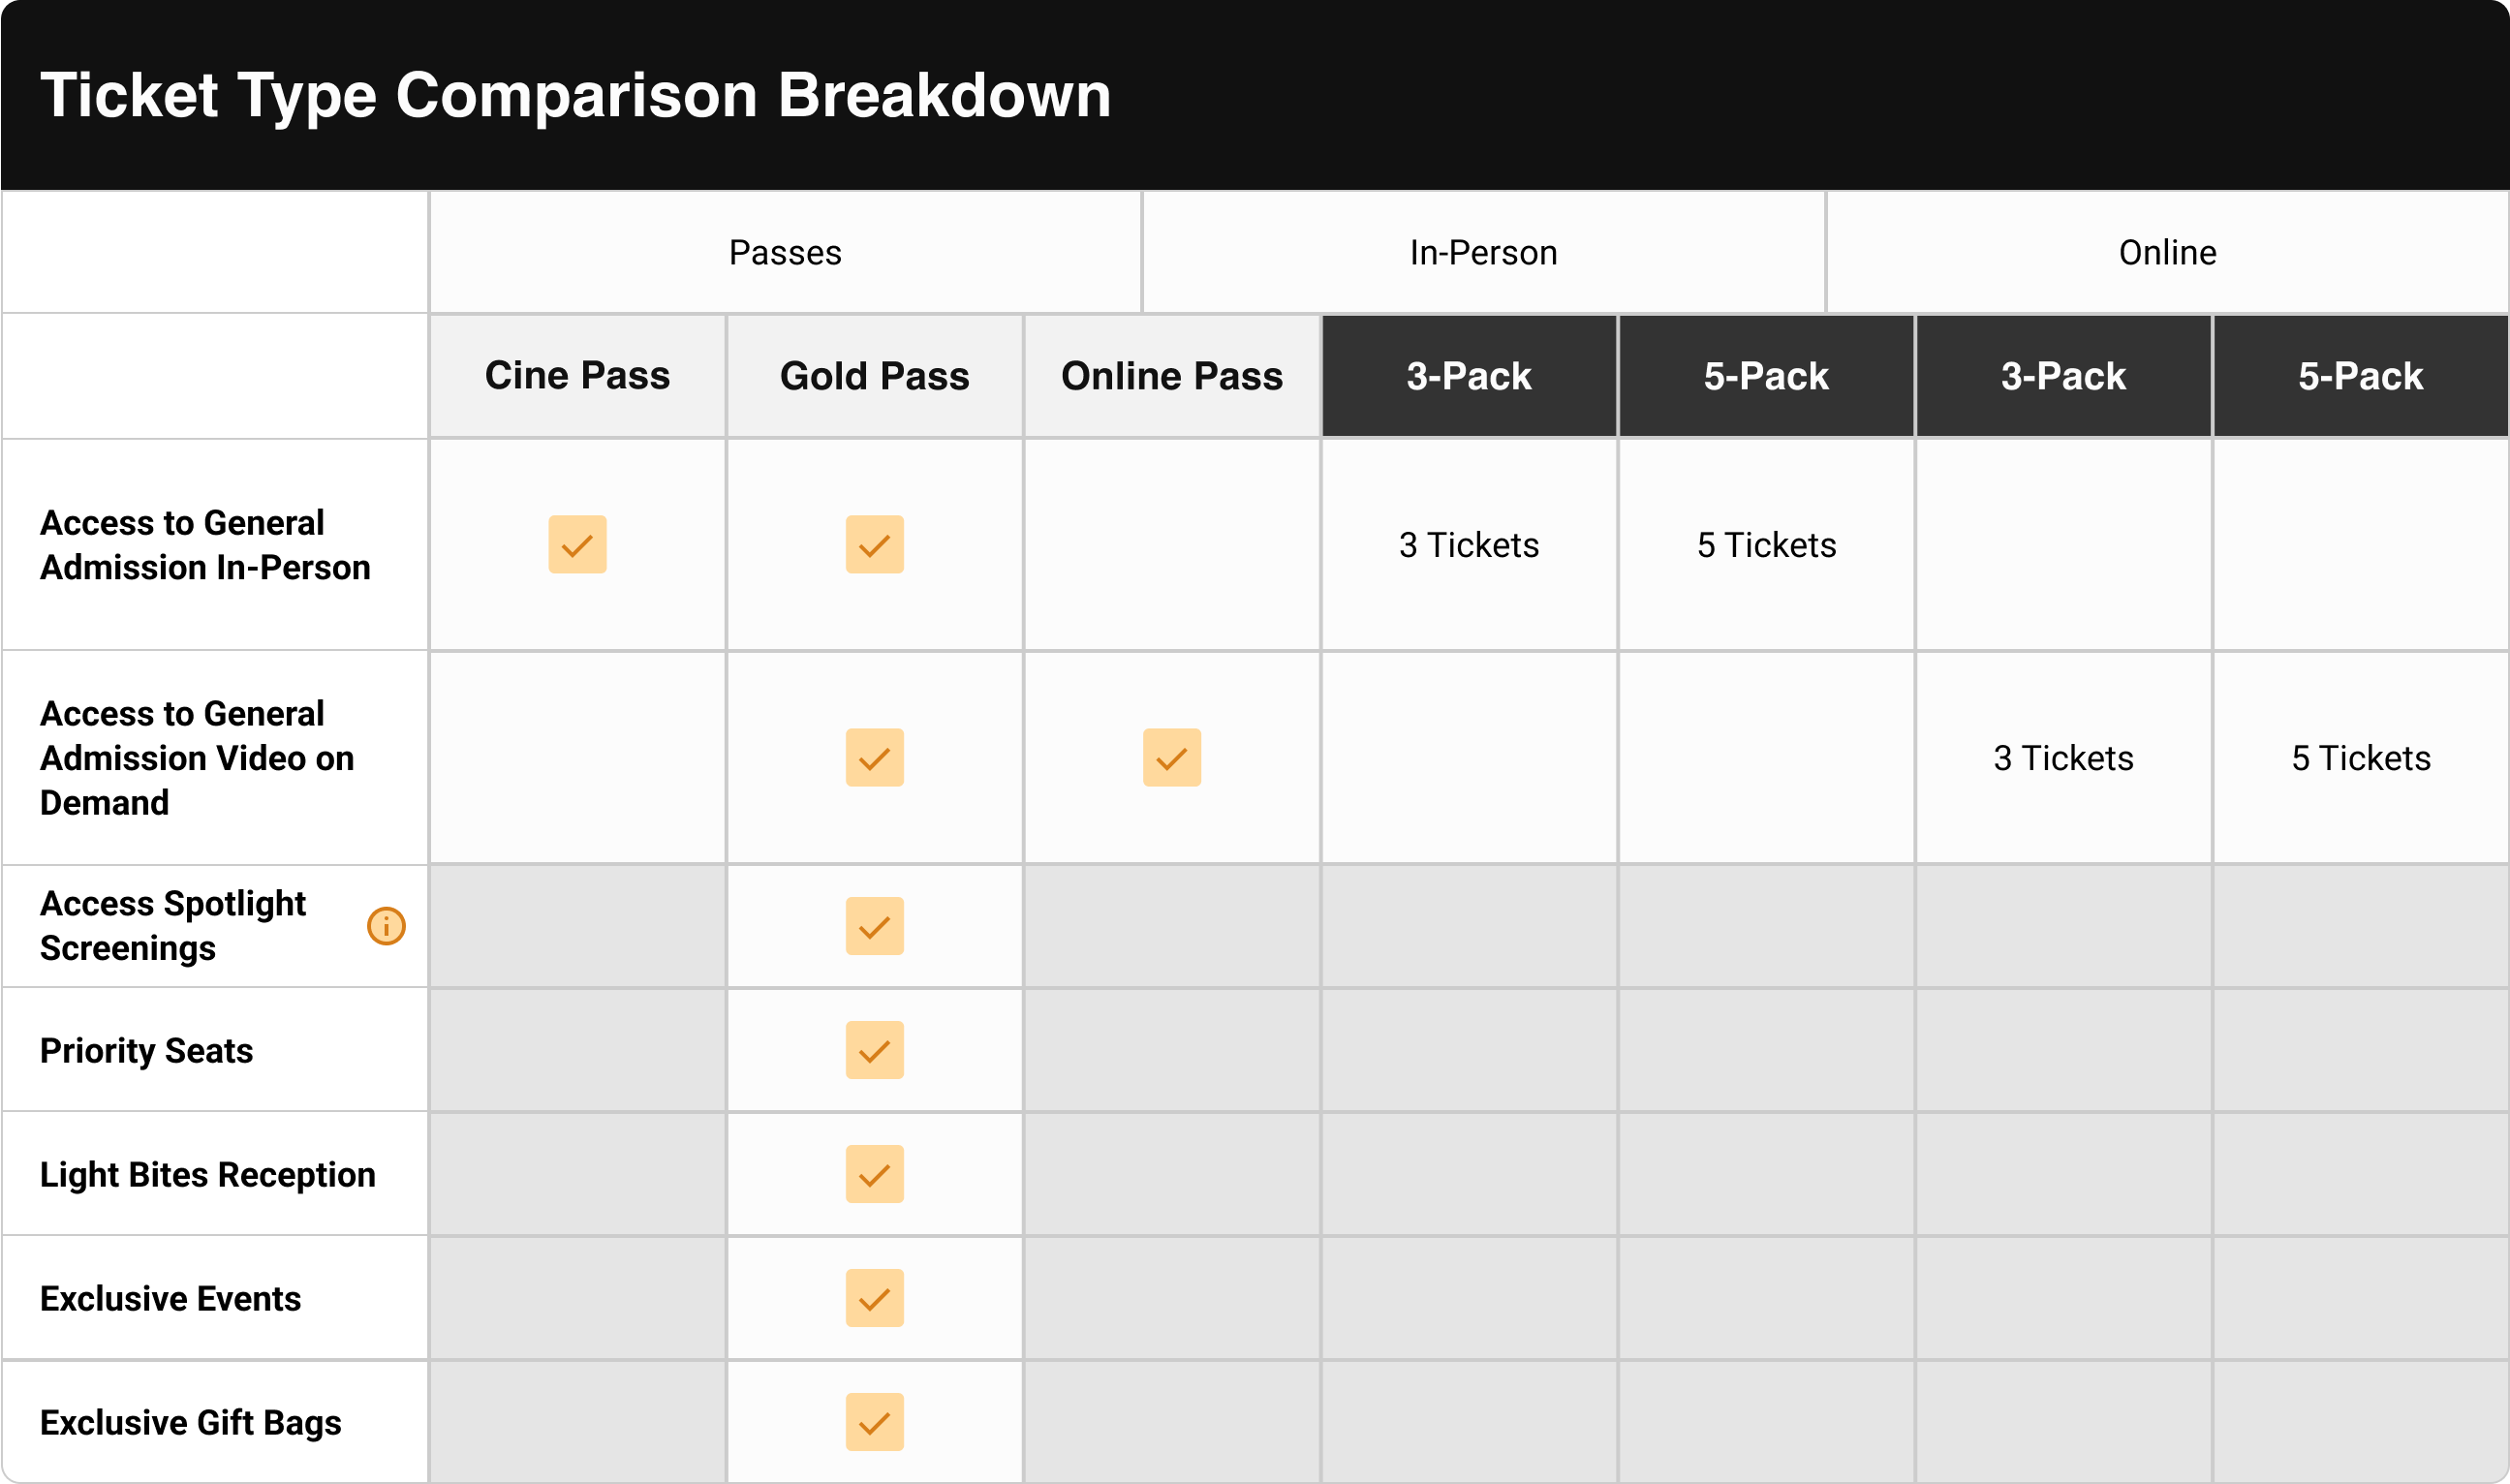 Ticket Type Comparison Breakdown
Passes In-Person Online
Cine Pass Gold Pass Online Pass 3-Pack 5-Pack 3-Pack 5-Pack
Access to General
Admission In-Person
3 Tickets 5 Tickets
Access to General
Admission Video on
Demand
3 Tickets 5 Tickets
Access Spotlight
Screenings
Priority Seats
Light Bites Reception
Exclusive Events
Exclusive Gift Bags